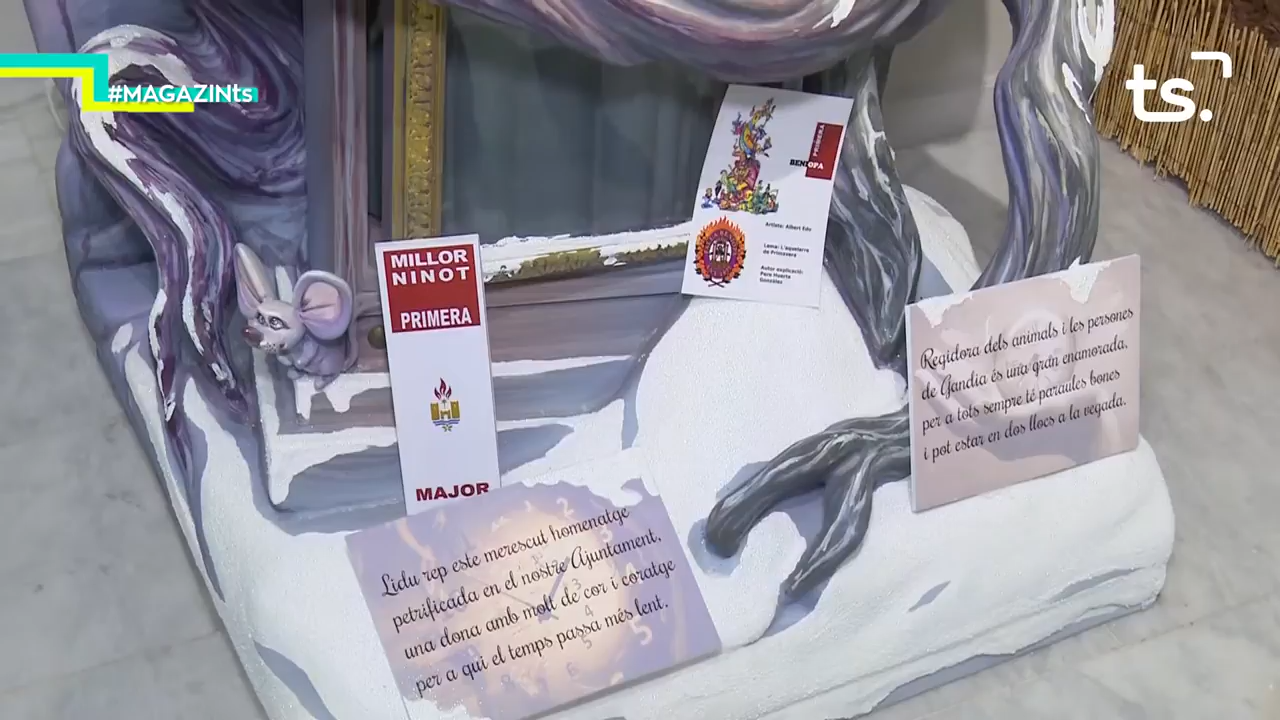 #MAGAZINts
ts.
MILLOR
NINOT
PRIMERA
MAJOR
PRIMERA
BENIOPA
Artista: Albert Edo
Lema: L'aquelarre
de Primavera
Autor explicació:
Pere Huerta
González
Regidora dels animals i les persones
de Gandia és una gran enamorada,
per a tots sempre té paraules bones
i pot estar en dos llocs a la vegada.
Lidu rep este merescut homenatge
petrificada en el nostre Ajuntament,
una dona amb molt de cor i coratge
per a qui el temps passa més lent.